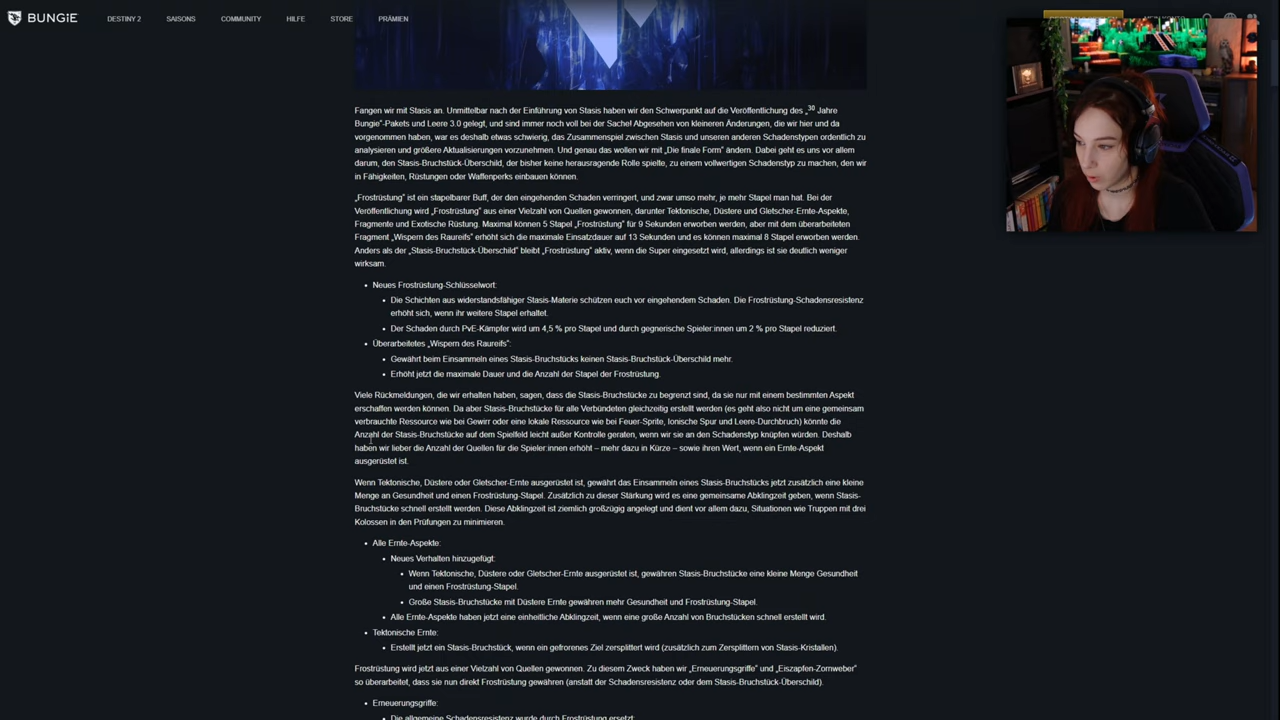 BUNGiE
DESTINY 2
SAISONS
COMMUNITY
HILFE
STORE
PRÄMIEN
Fangen wir mit Stasis an. Unmittelbar nach der Einführung von Stasis haben wir den Schwerpunkt auf die Veröffentlichung des „30 Jahre
Bungie“-Pakets und Leere 3.0 gelegt, und sind immer noch voll bei der Sache! Abgesehen von kleineren Änderungen, die wir hier und da
vorgenommen haben, war es deshalb etwas schwierig, das Zusammenspiel zwischen Stasis und unseren anderen Schadenstypen ordentlich zu
analysieren und größere Aktualisierungen vorzunehmen. Und genau das wollen wir mit „Die finale Form“ ändern. Dabei geht es uns vor allem
darum, den Stasis-Bruchstück-Überschild, der bisher keine herausragende Rolle spielte, zu einem vollwertigen Schadenstyp zu machen, den wir
in Fähigkeiten, Rüstungen oder Waffenperks einbauen können.
„Frostrüstung“ ist ein stapelbarer Buff, der den eingehenden Schaden verringert, und zwar umso mehr, je mehr Stapel man hat. Bei der
Veröffentlichung wird „Frostrüstung“ aus einer Vielzahl von Quellen gewonnen, darunter Tektonische, Düstere und Gletscher-Ernte-Aspekte,
Fragmente und Exotische Rüstung. Maximal können 5 Stapel „Frostrüstung“ für 9 Sekunden erworben werden, aber mit dem überarbeiteten
Fragment „Wispern des Raureifs“ erhöht sich die maximale Einsatzdauer auf 13 Sekunden und es können maximal 8 Stapel erworben werden.
Anders als der „Stasis-Bruchstück-Überschild“ bleibt „Frostrüstung“ aktiv, wenn die Super eingesetzt wird, allerdings ist sie deutlich weniger
wirksam.
• Neues Frostrüstung-Schlüsselwort:
• Die Schichten aus widerstandsfähiger Stasis-Materie schützen euch vor eingehendem Schaden. Die Frostrüstung-Schadensresistenz
erhöht sich, wenn ihr weitere Stapel erhaltet.
• Der Schaden durch PvE-Kämpfer wird um 4,5 % pro Stapel und durch gegnerische Spieler:innen um 2 % pro Stapel reduziert.
• Überarbeitetes „Wispern des Raureifs“:
• Gewährt beim Einsammeln eines Stasis-Bruchstücks keinen Stasis-Bruchstück-Überschild mehr.
• Erhöht jetzt die maximale Dauer und die Anzahl der Stapel der Frostrüstung.
Viele Rückmeldungen, die wir erhalten haben, sagen, dass die Stasis-Bruchstücke zu begrenzt sind, da sie nur mit einem bestimmten Aspekt
erschaffen werden können. Da aber Stasis-Bruchstücke für alle Verbündeten gleichzeitig erstellt werden (es geht also nicht um eine gemeinsam
verbrauchte Ressource wie bei Gewirr oder eine lokale Ressource wie bei Feuer-Sprite, Ionische Spur und Leere-Durchbruch) könnte die
Anzahl der Stasis-Bruchstücke auf dem Spielfeld leicht außer Kontrolle geraten, wenn wir sie an den Schadenstyp knüpfen würden. Deshalb
haben wir lieber die Anzahl der Quellen für die Spieler:innen erhöht – mehr dazu in Kürze – sowie ihren Wert, wenn ein Ernte-Aspekt
ausgerüstet ist.
Wenn Tektonische, Düstere oder Gletscher-Ernte ausgerüstet ist, gewährt das Einsammeln eines Stasis-Bruchstücks jetzt zusätzlich eine kleine
Menge an Gesundheit und einen Frostrüstung-Stapel. Zusätzlich zu dieser Stärkung wird es eine gemeinsame Abklingzeit geben, wenn Stasis-
Bruchstücke schnell erstellt werden. Diese Abklingzeit ist ziemlich großzügig angelegt und dient vor allem dazu, Situationen wie Truppen mit drei
Kolossen in den Prüfungen zu minimieren.
• Alle Ernte-Aspekte:
• Neues Verhalten hinzugefügt:
• Wenn Tektonische, Düstere oder Gletscher-Ernte ausgerüstet ist, gewähren Stasis-Bruchstücke eine kleine Menge Gesundheit
und einen Frostrüstung-Stapel.
• Große Stasis-Bruchstücke mit Düstere Ernte gewähren mehr Gesundheit und Frostrüstung-Stapel.
• Alle Ernte-Aspekte haben jetzt eine einheitliche Abklingzeit, wenn eine große Anzahl von Bruchstücken schnell erstellt wird.
• Tektonische Ernte:
• Erstellt jetzt ein Stasis-Bruchstück, wenn ein gefrorenes Ziel zersplittert wird (zusätzlich zum Zersplittern von Stasis-Kristallen).
Frostrüstung wird jetzt aus einer Vielzahl von Quellen gewonnen. Zu diesem Zweck haben wir „Erneuerungsgriffe“ und „Eiszapfen-Zornweber“
so überarbeitet, dass sie nun direkt Frostrüstung gewähren (anstatt der Schadensresistenz oder dem Stasis-Bruchstück-Überschild).
• Erneuerungsgriffe:
• Die allgemeine Schadensresistenz wurde durch Frostrüstung ersetzt: